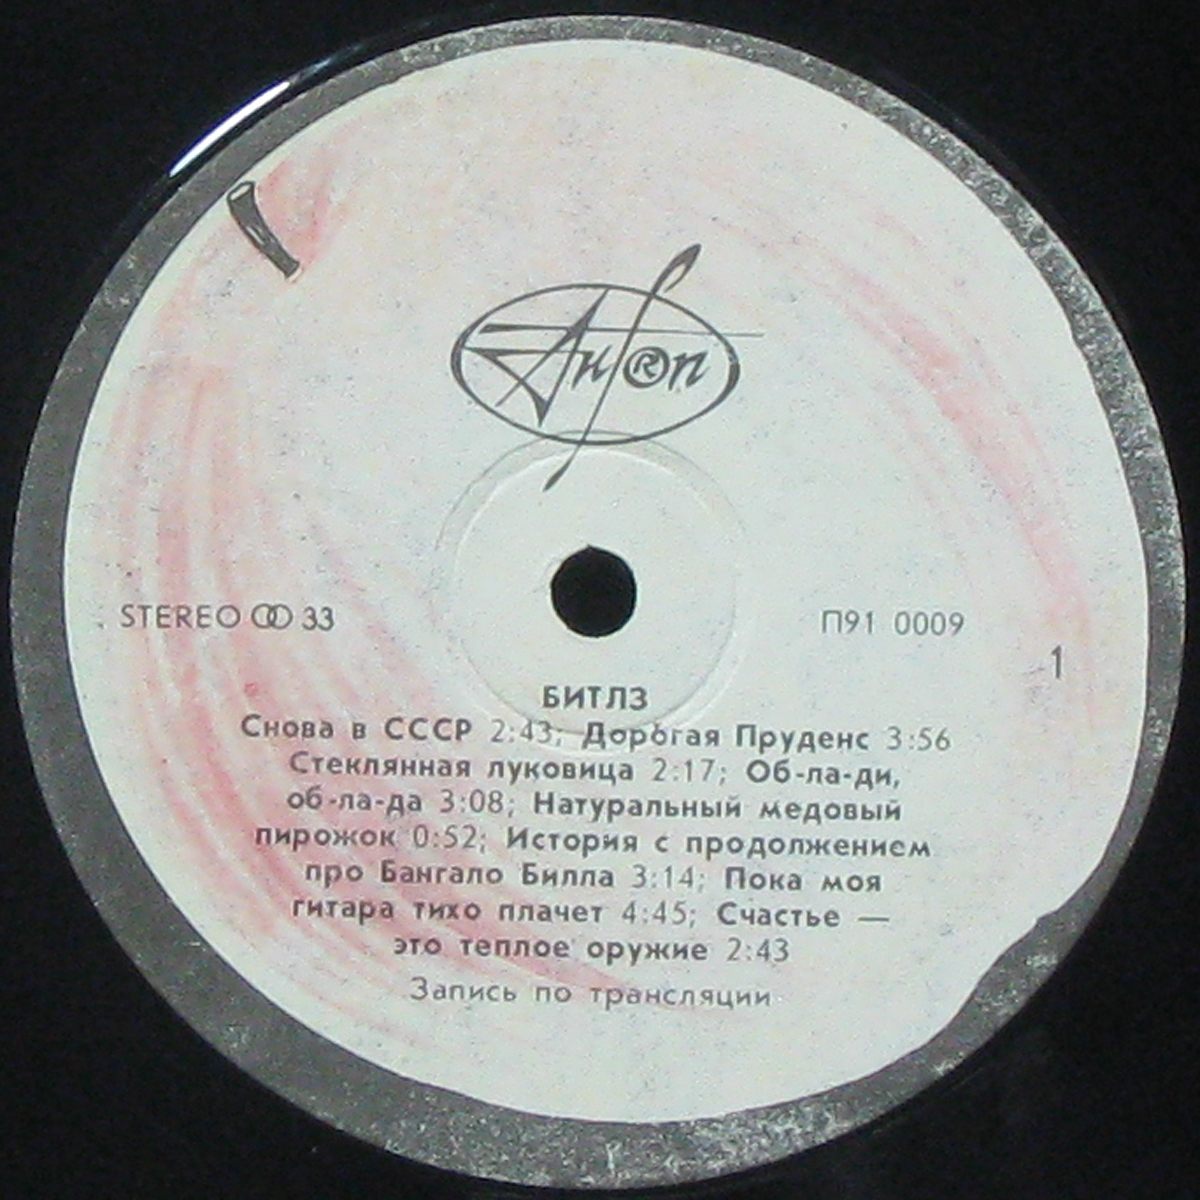 АнТроп
R
STEREO 33
П91 0009
1
БИТЛЗ
Снова в СССР 2:43; Дорогая Пруденс 3:56
Стеклянная луковица 2:17; Об-ла-ди,
об-ла-да 3:08; Натуральный медовый
пирожок 0:52; История с продолжением
про Бангало Билла 3:14; Пока моя
гитара тихо плачет 4:45; Счастье —
это теплое оружие 2:43
Запись по трансляции